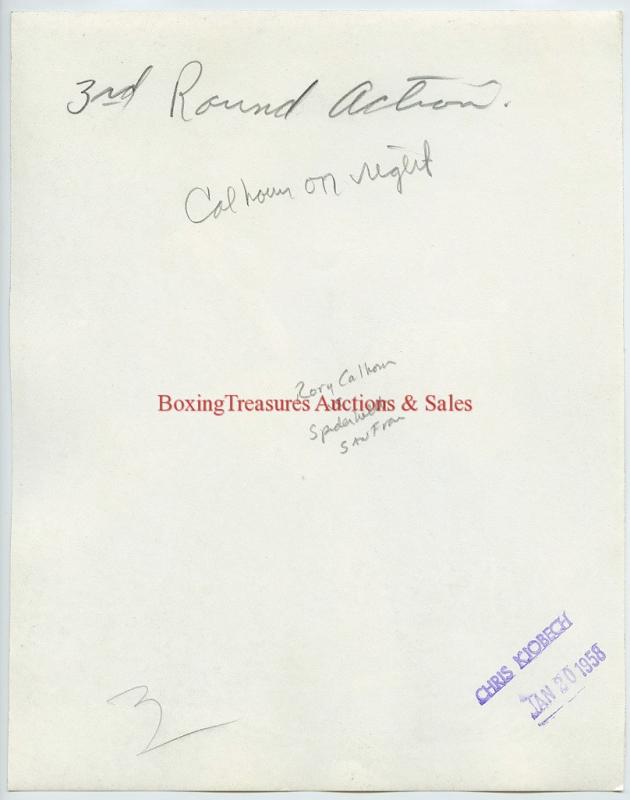 3rd Round Action.
Calhoun on right
Rory Calhoun
vs
BoxingTreasures Auctions & Sales
San Fran
CHRIS KJOBECH
JAN 20 1958
3